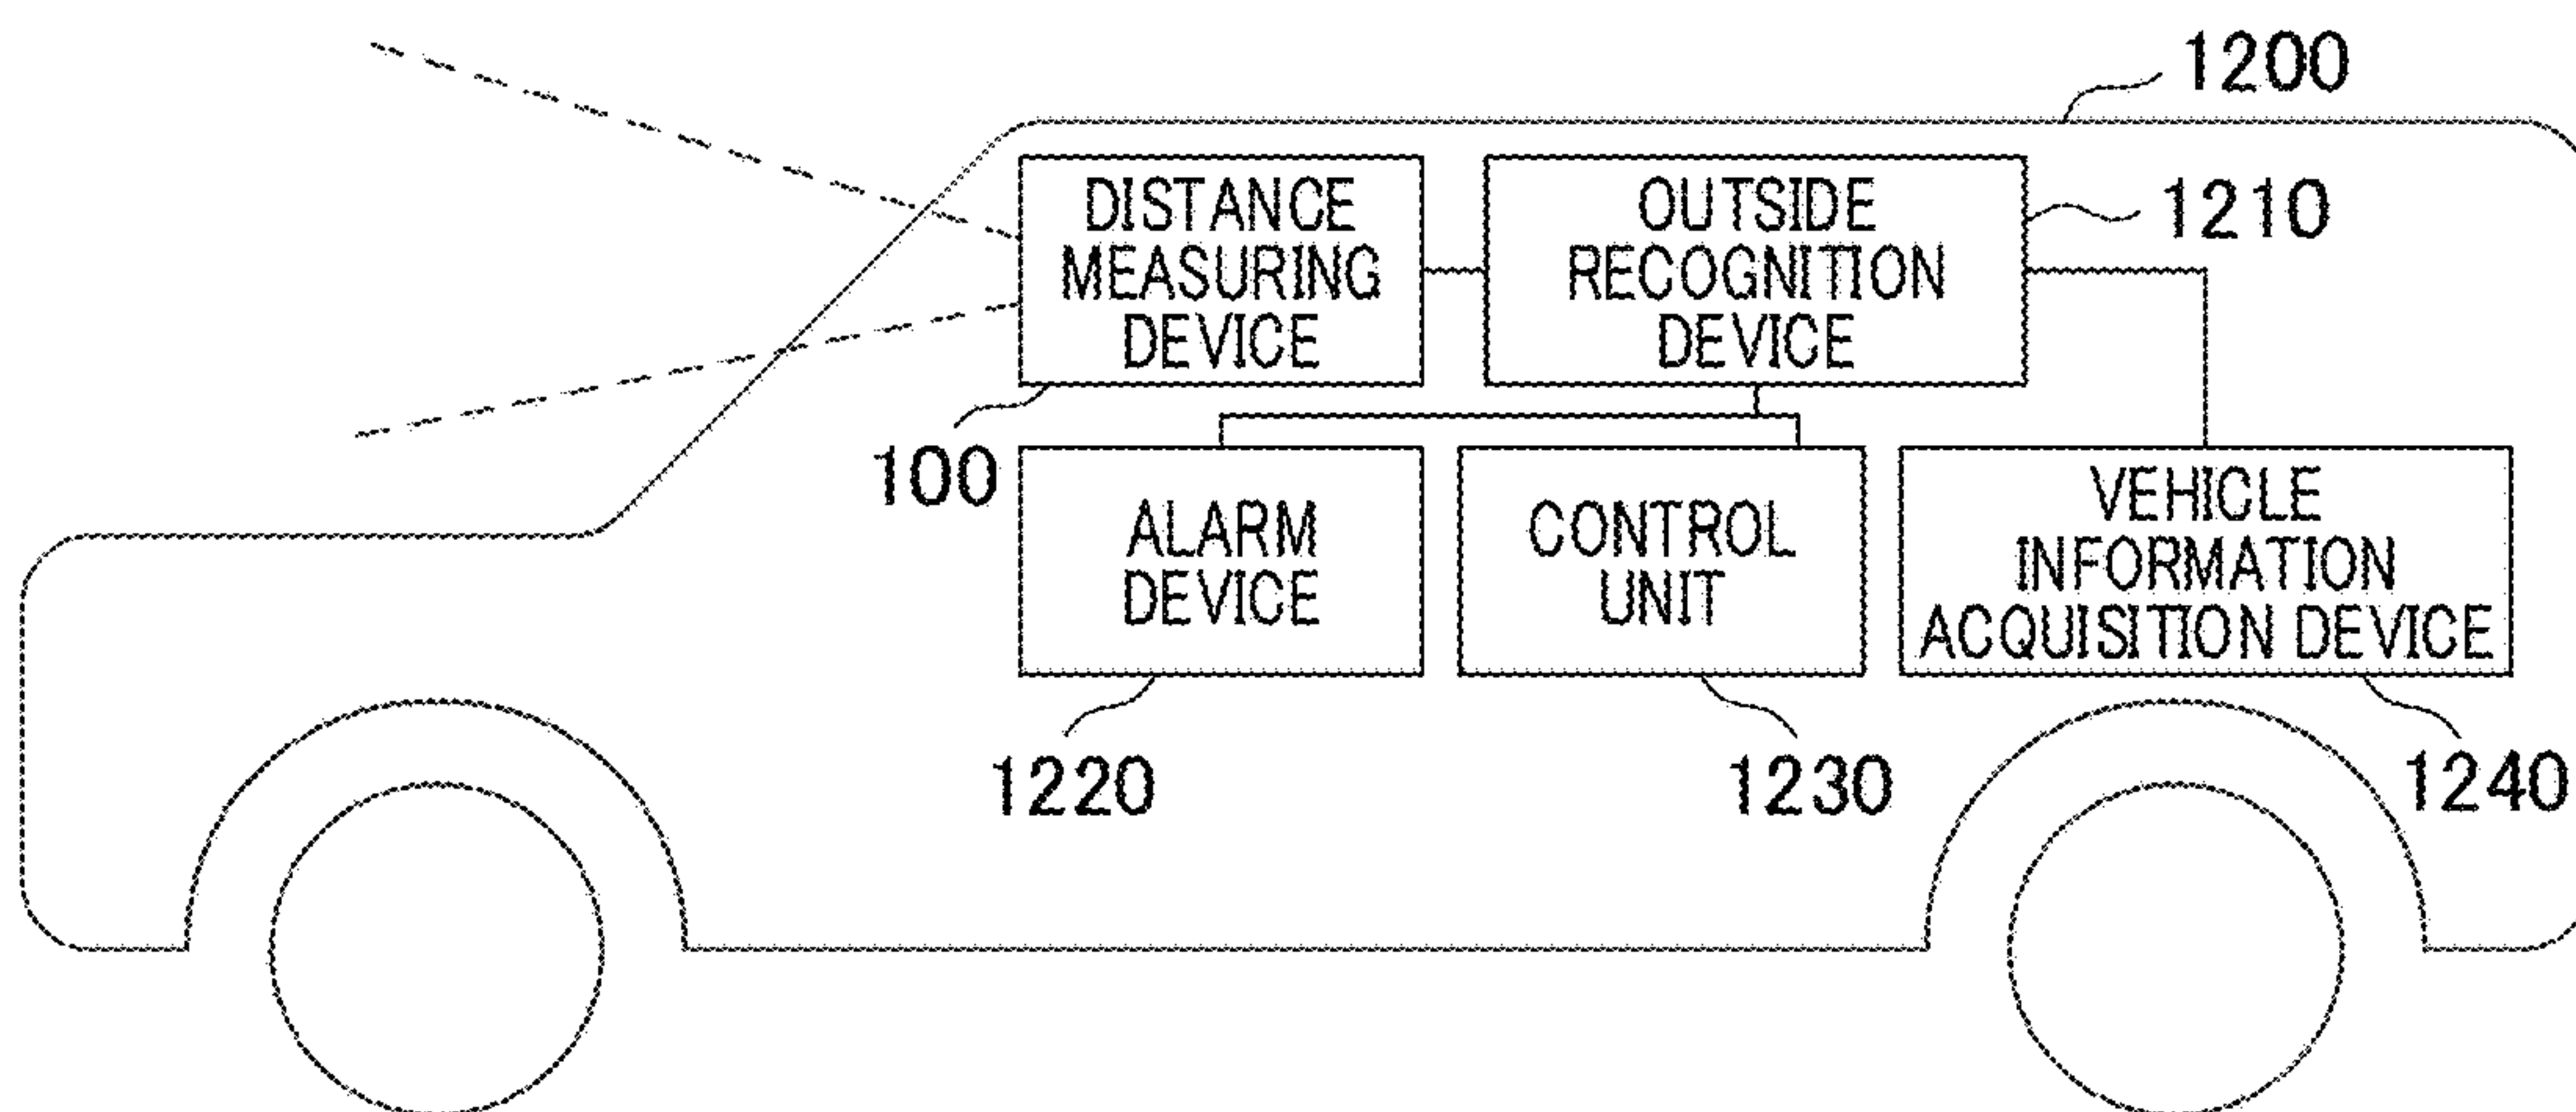 1200
DISTANCE
MEASURING
DEVICE
OUTSIDE
RECOGNITION
DEVICE
1210
100
ALARM
DEVICE
CONTROL
UNIT
VEHICLE
INFORMATION
ACQUISITION DEVICE
1220
1230
1240